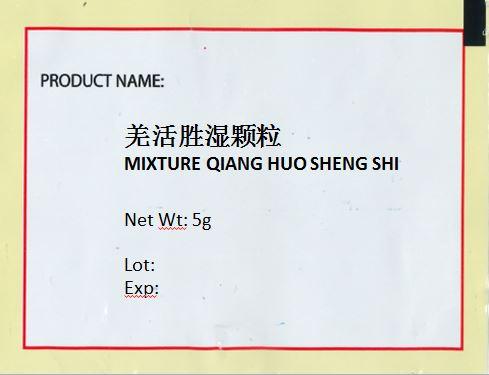 PRODUCT NAME:
羌活胜湿颗粒
MIXTURE QIANG HUO SHENG SHI
Net Wt: 5g
Lot:
Exp: